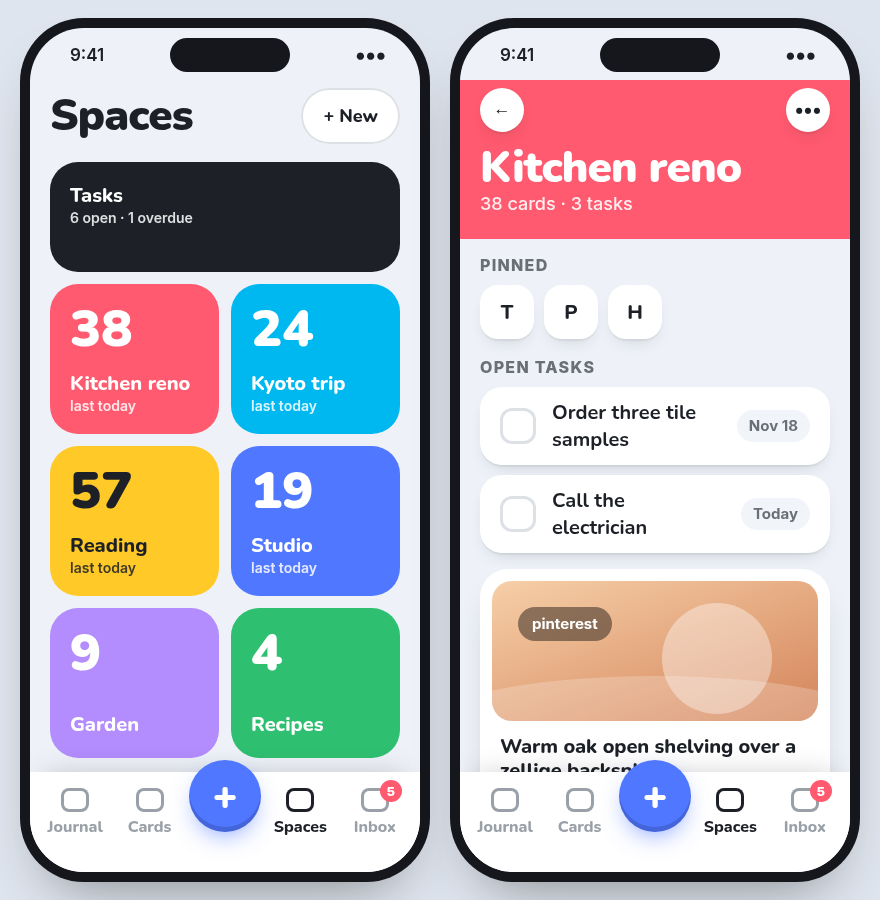 9:41
Spaces
+ New
Tasks
6 open · 1 overdue
38
Kitchen reno
last today
24
Kyoto trip
last today
57
Reading
last today
19
Studio
last today
9
Garden
4
Recipes
Journal
Cards
+
Spaces
Inbox
5
9:41
←
Kitchen reno
38 cards · 3 tasks
PINNED
T
P
H
OPEN TASKS
Order three tile
samples
Nov 18
Call the
electrician
Today
pinterest
Warm oak open shelving over a
zellige backspl
Journal
Cards
+
Spaces
Inbox
5